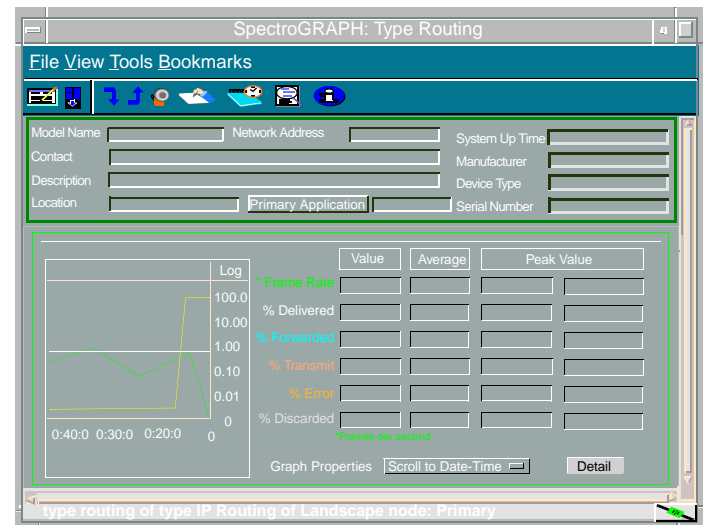 SpectroGRAPH: Type Routing
File View Tools Bookmarks
Model Name Network Address System Up Time
Contact Manufacturer
Description Device Type
Location Primary Application Serial Number
Value Average Peak Value
Log
* Frame Rate
100.0
% Delivered
10.00
% Forwarded
1.00
% Transmit
0.10
% Error
0.01
% Discarded
0
0:40:0 0:30:0 0:20:0 0
*Frames per second
Graph Properties Scroll to Date-Time Detail
type routing of type IP Routing of Landscape node: Primary